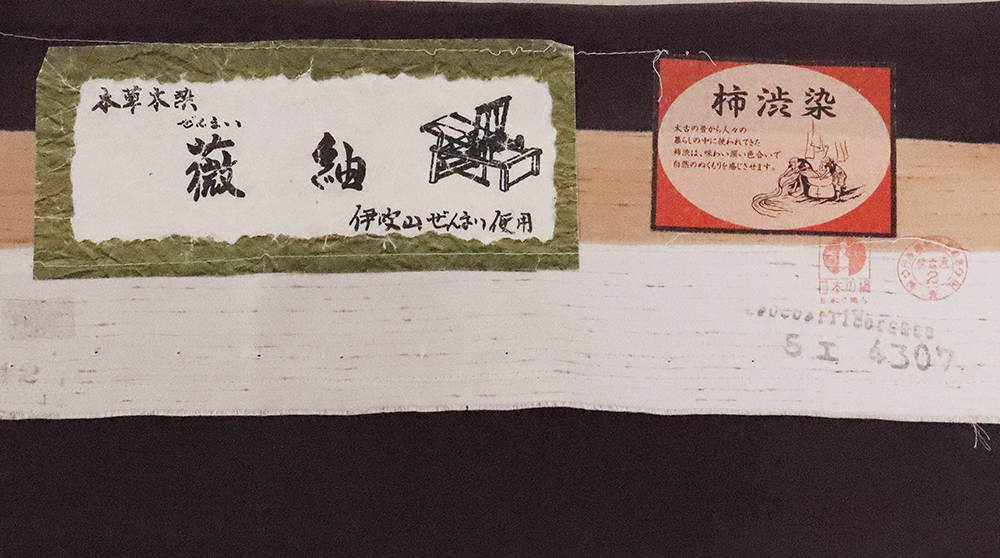 本草木染
ぜんまい
薇 紬
伊吹山ぜんまい使用
柿渋染
太古の昔から人々の
暮らしの中に使われてきた
柿渋は、味わい深い色合いで
自然のぬくもりを感じさせます。
日本の絹
2
SI 4307